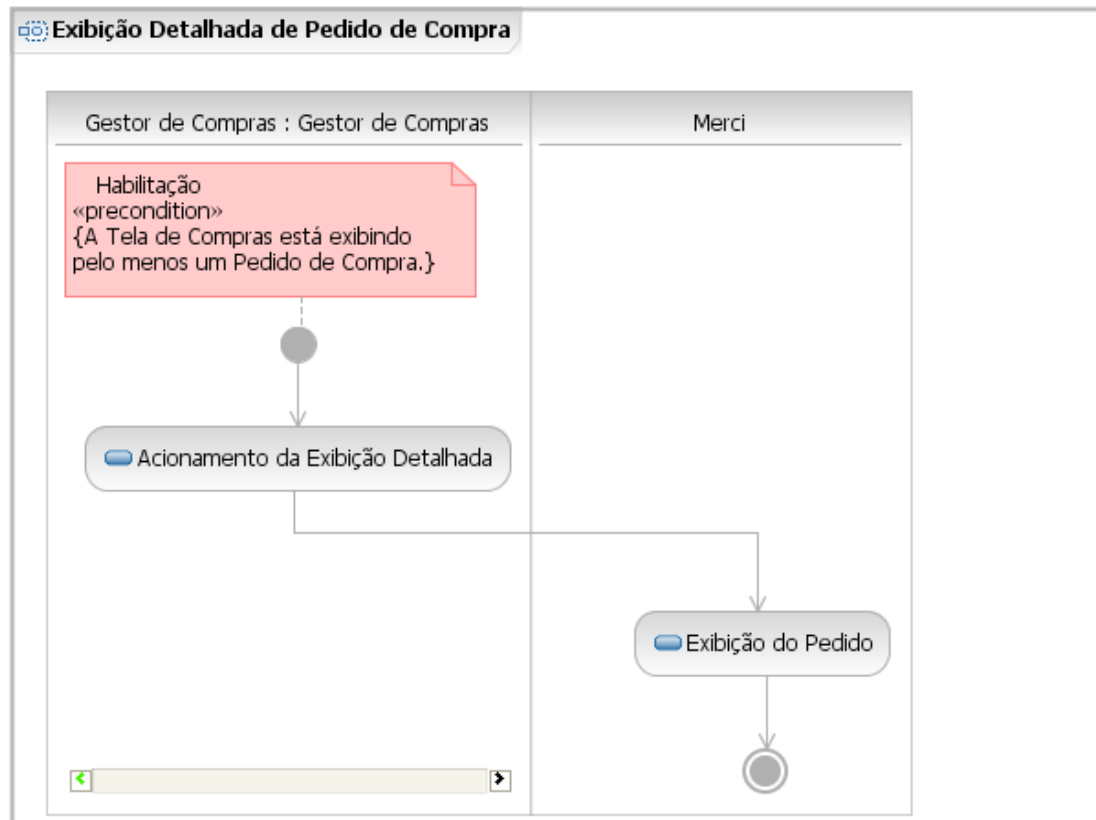 Exibição Detalhada de Pedido de Compra
Gestor de Compras : Gestor de Compras
Merci
Habilitação
«precondition»
{A Tela de Compras está exibindo
pelo menos um Pedido de Compra.}
Acionamento da Exibição Detalhada
Exibição do Pedido